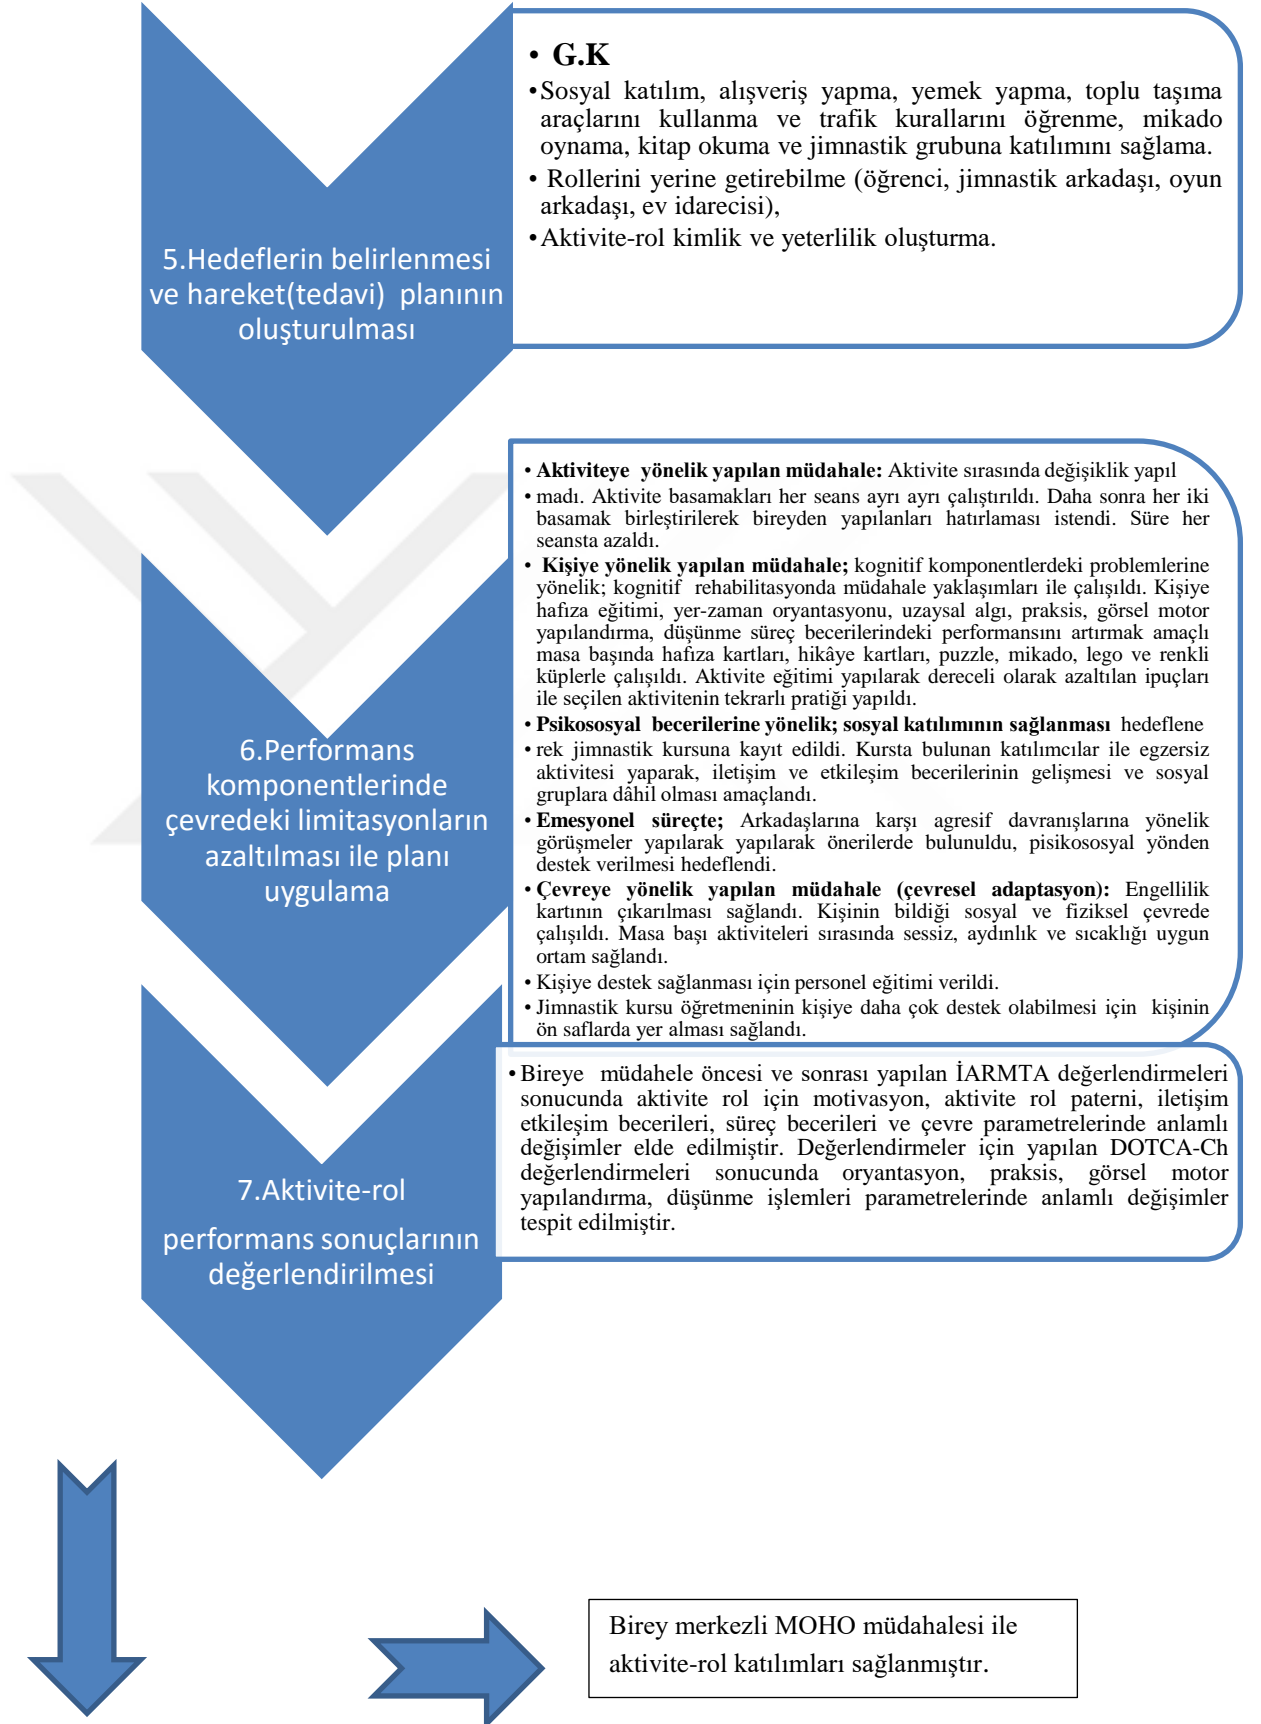 5.Hedeflerin belirlenmesi
ve hareket(tedavi) planının
oluşturulması
• G.K
•Sosyal katılım, alışveriş yapma, yemek yapma, toplu taşıma
araçlarını kullanma ve trafik kurallarını öğrenme, mikado
oynama, kitap okuma ve jimnastik grubuna katılımını sağlama.
• Rollerini yerine getirebilme (öğrenci, jimnastik arkadaşı, oyun
arkadaşı, ev idarecisi),
•Aktivite-rol kimlik ve yeterlilik oluşturma.
6.Performans
komponentlerinde
çevredeki limitasyonların
azaltılması ile planı
uygulama
• Aktiviteye yönelik yapılan müdahale: Aktivite sırasında değişiklik yapıl
• madı. Aktivite basamakları her seans ayrı ayrı çalıştırıldı. Daha sonra her iki
basamak birleştirilerek bireyden yapılanları hatırlaması istendi. Süre her
seansta azaldı.
• Kişiye yönelik yapılan müdahale; kognitif komponentlerdeki problemlerine
yönelik; kognitif rehabilitasyonda müdahale yaklaşımları ile çalışıldı. Kişiye
hafıza eğitimi, yer-zaman oryantasyonu, uzaysal algı, praksis, görsel motor
yapılandırma, düşünme süreç becerilerindeki performansını artırmak amaçlı
masa başında hafıza kartları, hikâye kartları, puzzle, mikado, lego ve renkli
küplerle çalışıldı. Aktivite eğitimi yapılarak dereceli olarak azaltılan ipuçları
ile seçilen aktivitenin tekrarlı pratiği yapıldı.
• Psikososyal becerilerine yönelik; sosyal katılımının sağlanması hedeflene
• rek jimnastik kursuna kayıt edildi. Kursta bulunan katılımcılar ile egzersiz
aktivitesi yaparak, iletişim ve etkileşim becerilerinin gelişmesi ve sosyal
gruplara dâhil olması amaçlandı.
• Emesyonel süreçte; Arkadaşlarına karşı agresif davranışlarına yönelik
görüşmeler yapılarak yapılarak önerilerde bulunuldu, pisikososyal yönden
destek verilmesi hedeflendi.
• Çevreye yönelik yapılan müdahale (çevresel adaptasyon): Engellilik
kartının çıkarılması sağlandı. Kişinin bildiği sosyal ve fiziksel çevrede
çalışıldı. Masa başı aktiviteleri sırasında sessiz, aydınlık ve sıcaklığı uygun
ortam sağlandı.
• Kişiye destek sağlanması için personel eğitimi verildi.
• Jimnastik kursu öğretmeninin kişiye daha çok destek olabilmesi için kişinin
ön saflarda yer alması sağlandı.
7.Aktivite-rol
performans sonuçlarının
değerlendirilmesi
•Bireye müdahele öncesi ve sonrası yapılan İARMTA değerlendirmeleri
sonucunda aktivite rol için motivasyon, aktivite rol paterni, iletişim
etkileşim becerileri, süreç becerileri ve çevre parametrelerinde anlamlı
değişimler elde edilmiştir. Değerlendirmeler için yapılan DOTCA-Ch
değerlendirmeleri sonucunda oryantasyon, praksis, görsel motor
yapılandırma, düşünme işlemleri parametrelerinde anlamlı değişimler
tespit edilmiştir.
Birey merkezli MOHO müdahalesi ile
aktivite-rol katılımları sağlanmıştır.